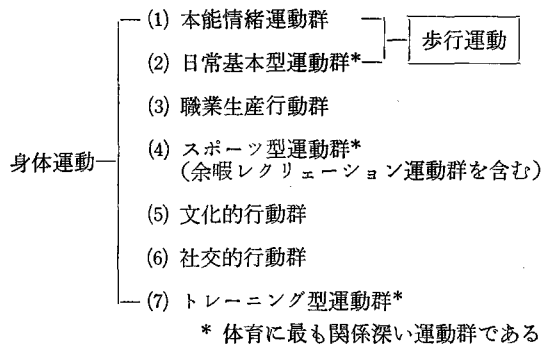 (1) 本能情緒運動群
歩行運動
(2) 日常基本型運動群*
(3) 職業生産行動群
(4) スポーツ型運動群*
身体運動
(余暇レクリェーション運動群を含む)
(5) 文化的行動群
(6) 社交的行動群
(7) トレーニング型運動群*
* 体育に最も関係深い運動群である